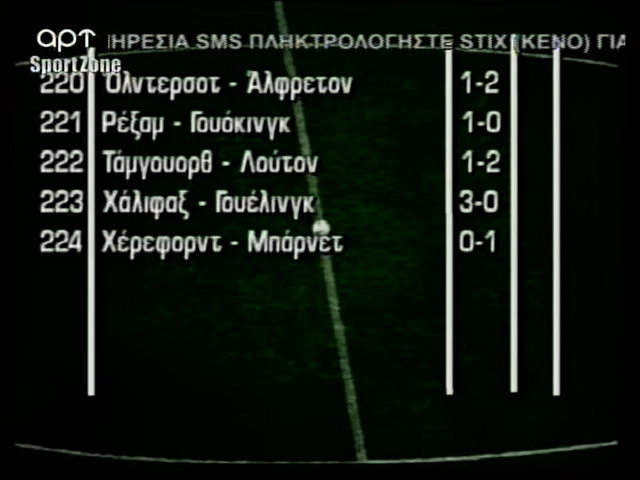 αρτ ΗΡΕΣΙΑ SMS ΠΛΗΚΤΡΟΛΟΓΗΣΤΕ STIX (ΚΕΝΟ) ΓΙΑ
SportZone
220 Όλντερσοτ - Άλφρετον 1-2
221 Ρέξαμ - Γουόκινγκ 1-0
222 Τάμγουορθ - Λούτον 1-2
223 Χάλιφαξ - Γουέλινγκ 3-0
224 Χέρεφορντ - Μπάρνετ 0-1